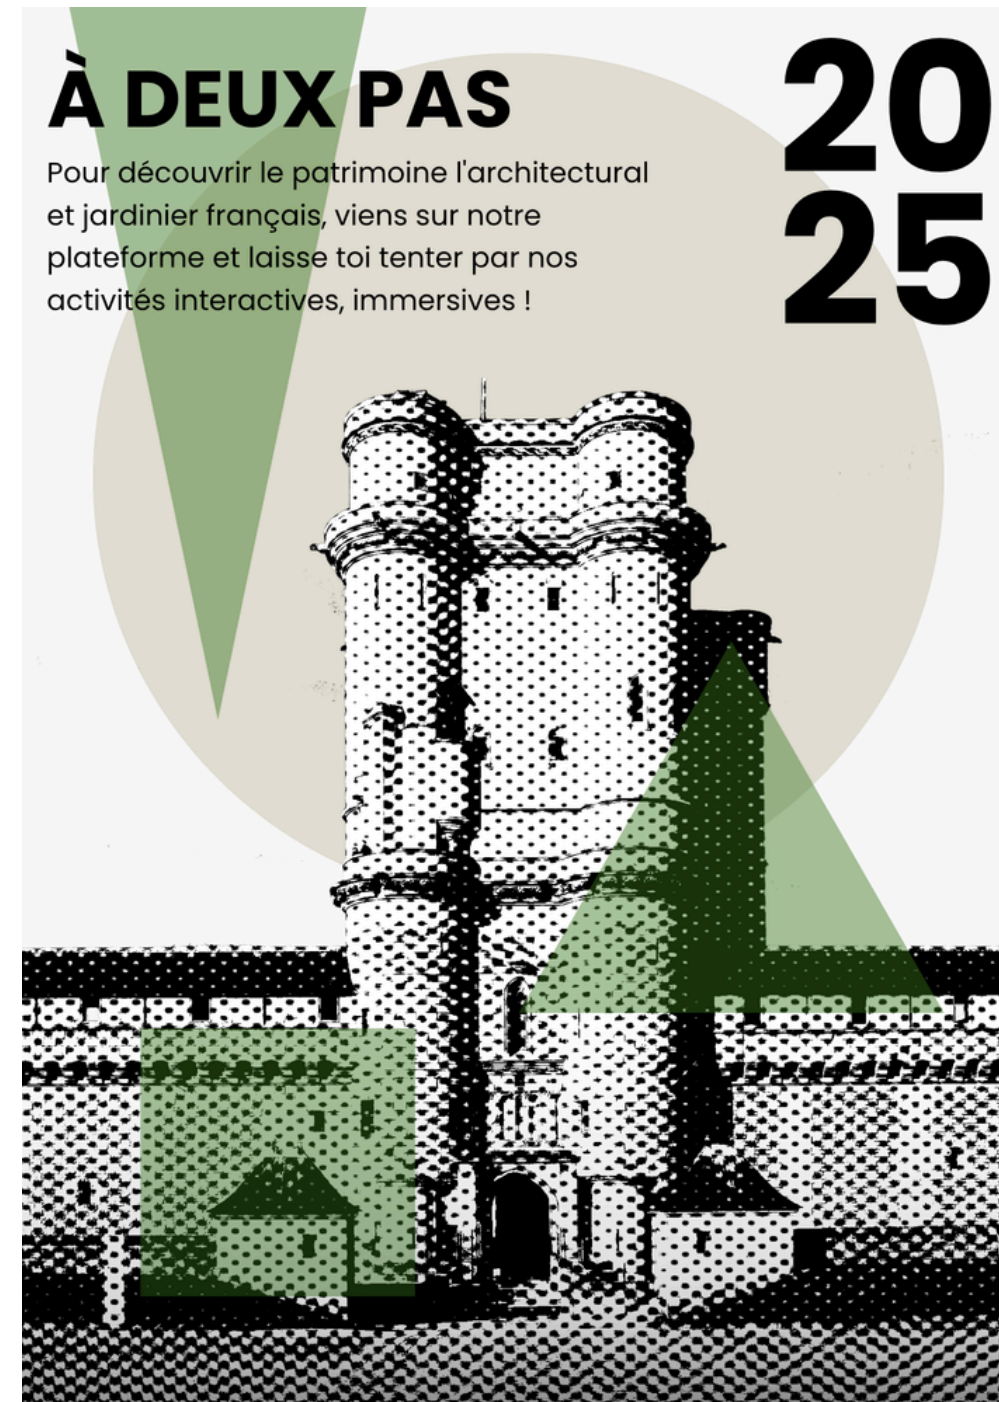 À DEUX PAS
Pour découvrir le patrimoine l'architectural
et jardinier français, viens sur notre
plateforme et laisse toi tenter par nos
activités interactives, immersives !
20
25